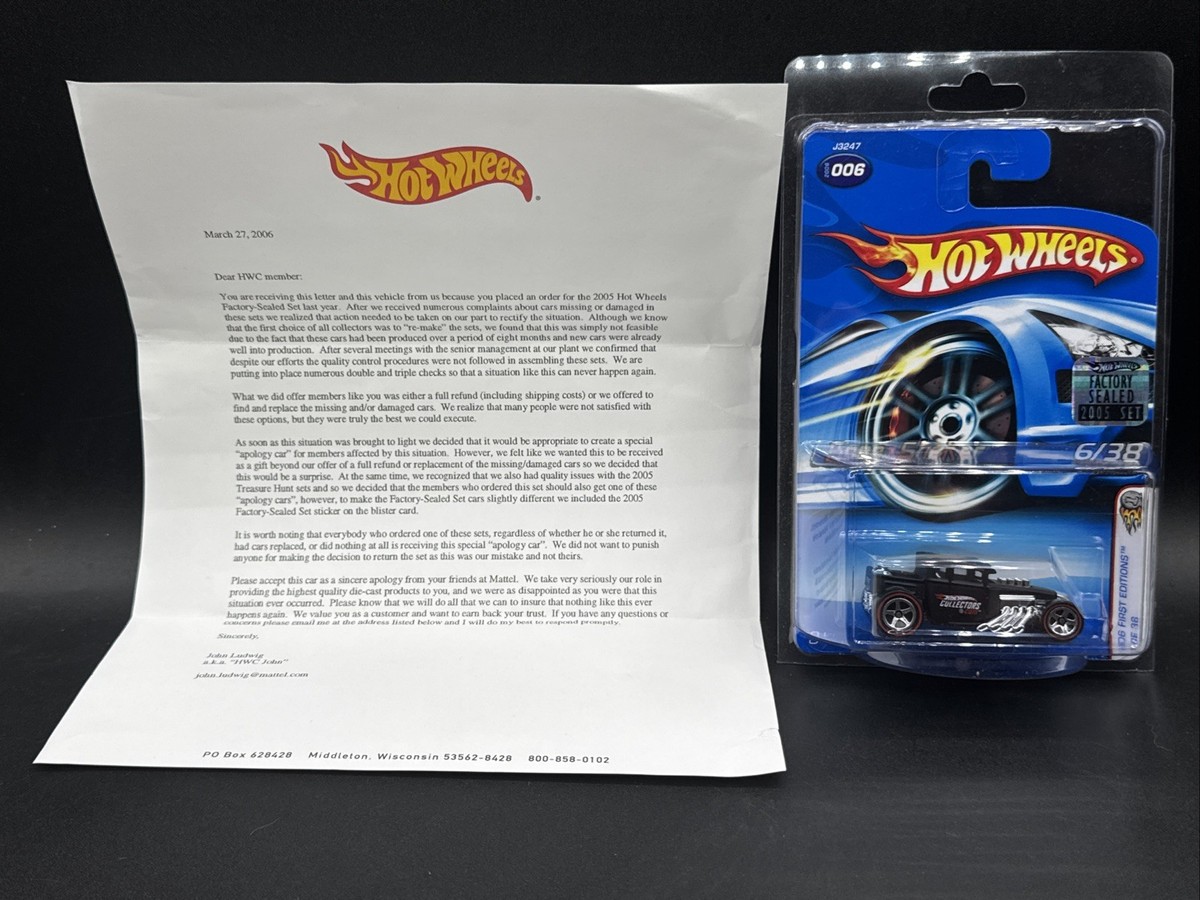 HOT WHEELS
March 27, 2006
Dear HWC member:
You are receiving this letter and this vehicle from us because you placed an order for the 2005 Hot Wheels
Factory-Sealed Set last year. After we received numerous complaints about cars missing or damaged in
these sets we realized that action needed to be taken on our part to rectify the situation. Although we know
that the first choice of all collectors was to "re-make" the sets, we found that this was simply not feasible
due to the fact that these cars had been produced over a period of eight months and new cars were already
well into production. After several meetings with the senior management at our plant we confirmed that
despite our efforts the quality control procedures were not followed in assembling these sets. We are
putting into place numerous double and triple checks so that a situation like this can never happen again.
What we did offer members like you was either a full refund (including shipping costs) or we offered to
find and replace the missing and/or damaged cars. We realize that many people were not satisfied with
these options, but they were truly the best we could execute.
As soon as this situation was brought to light we decided that it would be appropriate to create a special
"apology car" for members affected by this situation. However, we felt like we wanted this to be received
as a gift beyond our offer of a full refund or replacement of the missing/damaged cars so we decided that
this would be a surprise. At the same time, we recognized that we also had quality issues with the 2005
Treasure Hunt sets and so we decided that the members who ordered this set should also get one of these
"apology cars", however, to make the Factory-Sealed Set cars slightly different we included the 2005
Factory-Sealed Set sticker on the blister card.
It is worth noting that everybody who ordered one of these sets, regardless of whether he or she returned it,
had cars replaced, or did nothing at all is receiving this special "apology car". We did not want to punish
anyone for making the decision to return the set as this was our mistake and not theirs.
Please accept this car as a sincere apology from your friends at Mattel. We take very seriously our role in
providing the highest quality die-cast products to you, and we were as disappointed as you were that this
situation ever occurred. Please know that we will do all that we can to insure that nothing like this ever
happens again. We value you as a customer and want to earn back your trust. If you have any questions or
concerns please email me at the address listed below and I will do my best to respond promptly.
Sincerely,
John Ludwig
a.k.a. "HWC John"
john.ludwig@mattel.com
PO Box 628428 Middleton, Wisconsin 53562-8428 800-858-0102
J3247
2006 006
HOT WHEELS
HOT WHEELS
FACTORY
SEALED
2005 SET
6/38
COLLECTORS
06 FIRST EDITIONS™